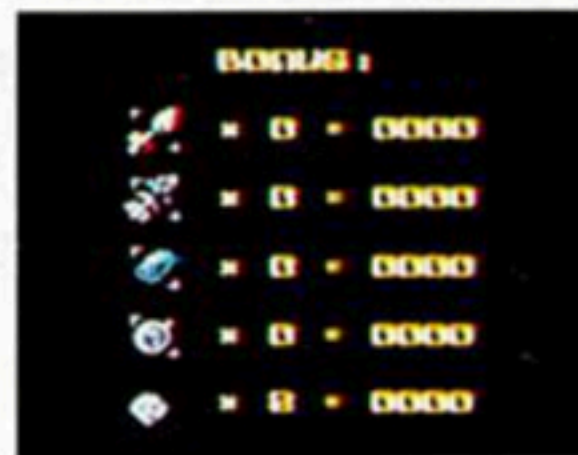 BONUS:
× 0 = 0000
× 0 = 0000
× 0 = 0000
× 0 = 0000
× = 0000